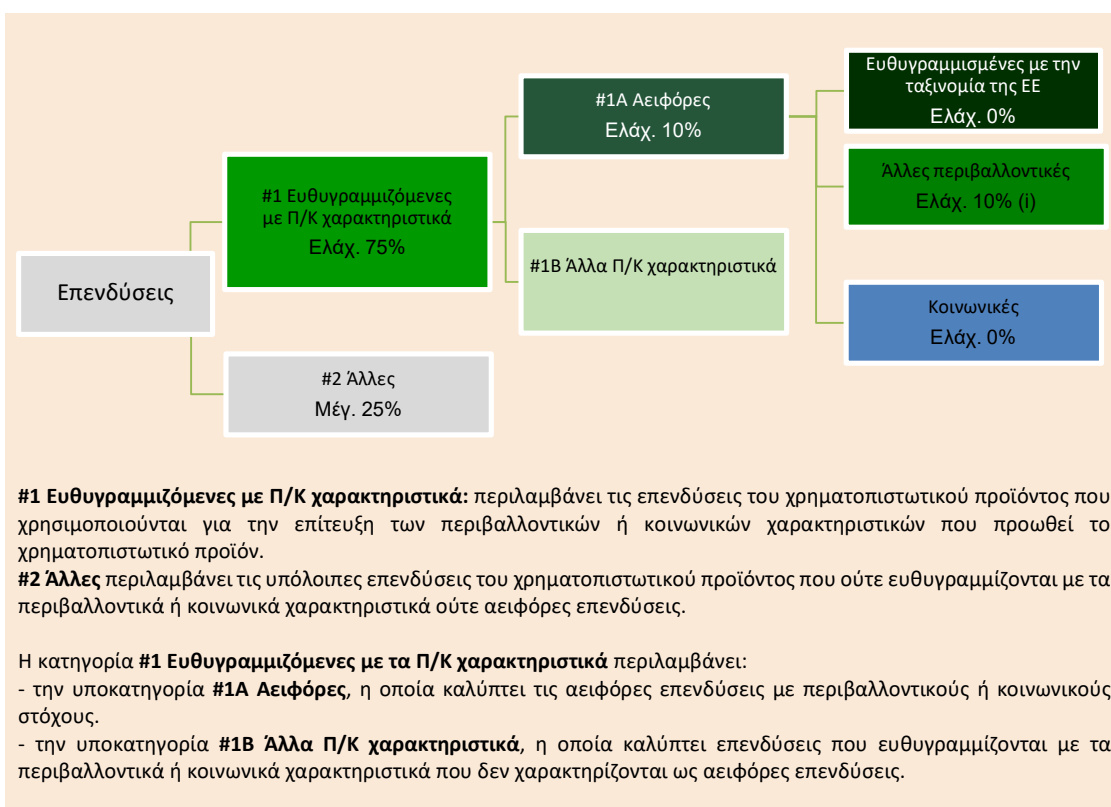 Επενδύσεις
#1 Ευθυγραμμιζόμενες
με Π/Κ χαρακτηριστικά
Ελάχ. 75%
#2 Άλλες
Μέγ. 25%
#1A Αειφόρες
Ελάχ. 10%
#1B Άλλα Π/Κ χαρακτηριστικά
Ευθυγραμμισμένες με την
ταξινομία της ΕΕ
Ελάχ. 0%
Άλλες περιβαλλοντικές
Ελάχ. 10% (i)
Κοινωνικές
Ελάχ. 0%
#1 Ευθυγραμμιζόμενες με Π/Κ χαρακτηριστικά: περιλαμβάνει τις επενδύσεις του χρηματοπιστωτικού προϊόντος που
χρησιμοποιούνται για την επίτευξη των περιβαλλοντικών ή κοινωνικών χαρακτηριστικών που προωθεί το
χρηματοπιστωτικό προϊόν.
#2 Άλλες περιλαμβάνει τις υπόλοιπες επενδύσεις του χρηματοπιστωτικού προϊόντος που ούτε ευθυγραμμίζονται με τα
περιβαλλοντικά ή κοινωνικά χαρακτηριστικά ούτε αειφόρες επενδύσεις.
Η κατηγορία #1 Ευθυγραμμιζόμενες με τα Π/Κ χαρακτηριστικά περιλαμβάνει:
- την υποκατηγορία #1A Αειφόρες, η οποία καλύπτει τις αειφόρες επενδύσεις με περιβαλλοντικούς ή κοινωνικούς
στόχους.
- την υποκατηγορία #1B Άλλα Π/Κ χαρακτηριστικά, η οποία καλύπτει επενδύσεις που ευθυγραμμίζονται με τα
περιβαλλοντικά ή κοινωνικά χαρακτηριστικά που δεν χαρακτηρίζονται ως αειφόρες επενδύσεις.